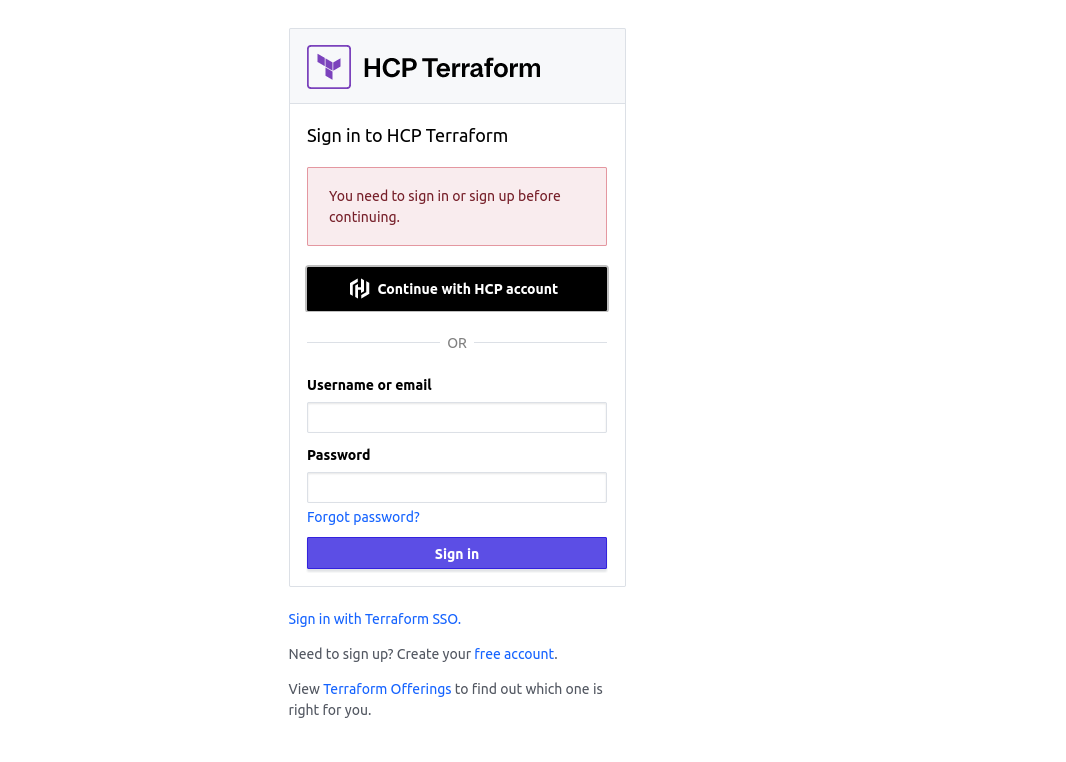 HCP Terraform
Sign in to HCP Terraform
You need to sign in or sign up before
continuing.
Continue with HCP account
OR
Username or email
Password
Forgot password?
Sign in
Sign in with Terraform SSO.
Need to sign up? Create your free account.
View Terraform Offerings to find out which one is
right for you.